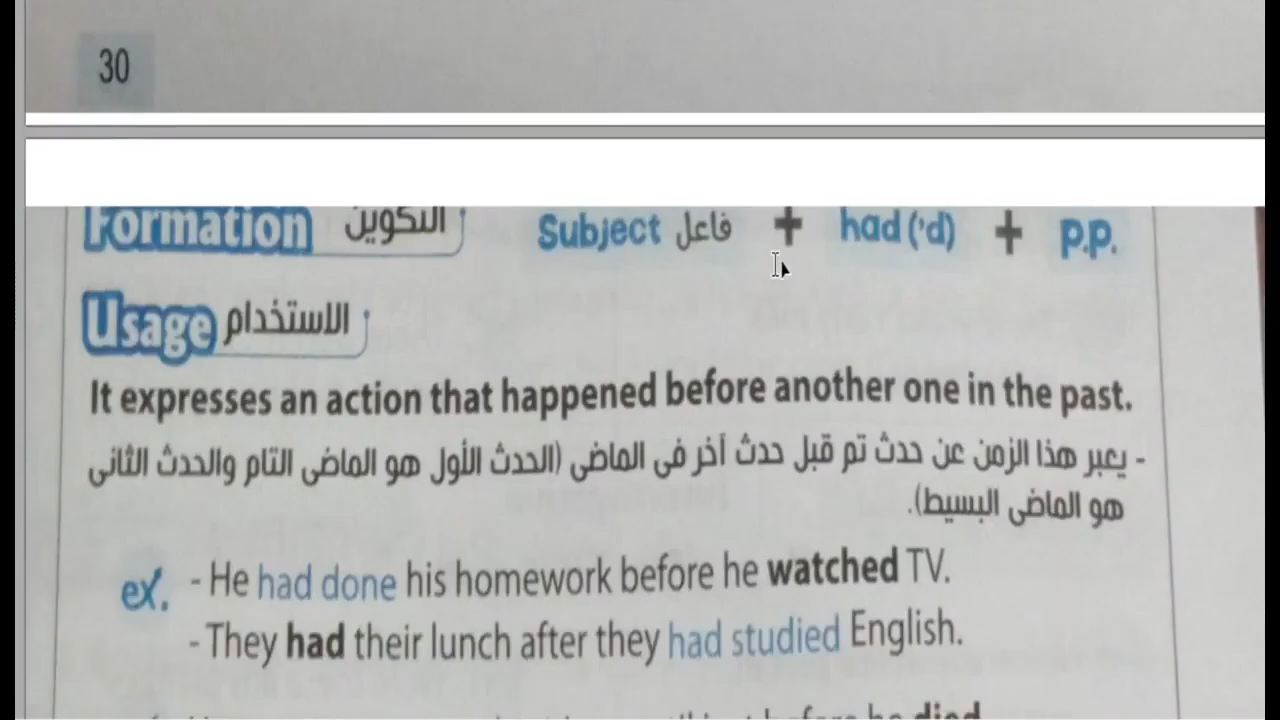 30
Formation التكوين Subject فاعل + had ('d) + p.p.
Usage الاستخدام
It expresses an action that happened before another one in the past.
- يعبر هذا الزمن عن حدث تم قبل حدث آخر فى الماضى (الحدث الأول هو الماضى التام والحدث الثانى
هو الماضى البسيط).
ex. - He had done his homework before he watched TV.
- They had their lunch after they had studied English.
before he died